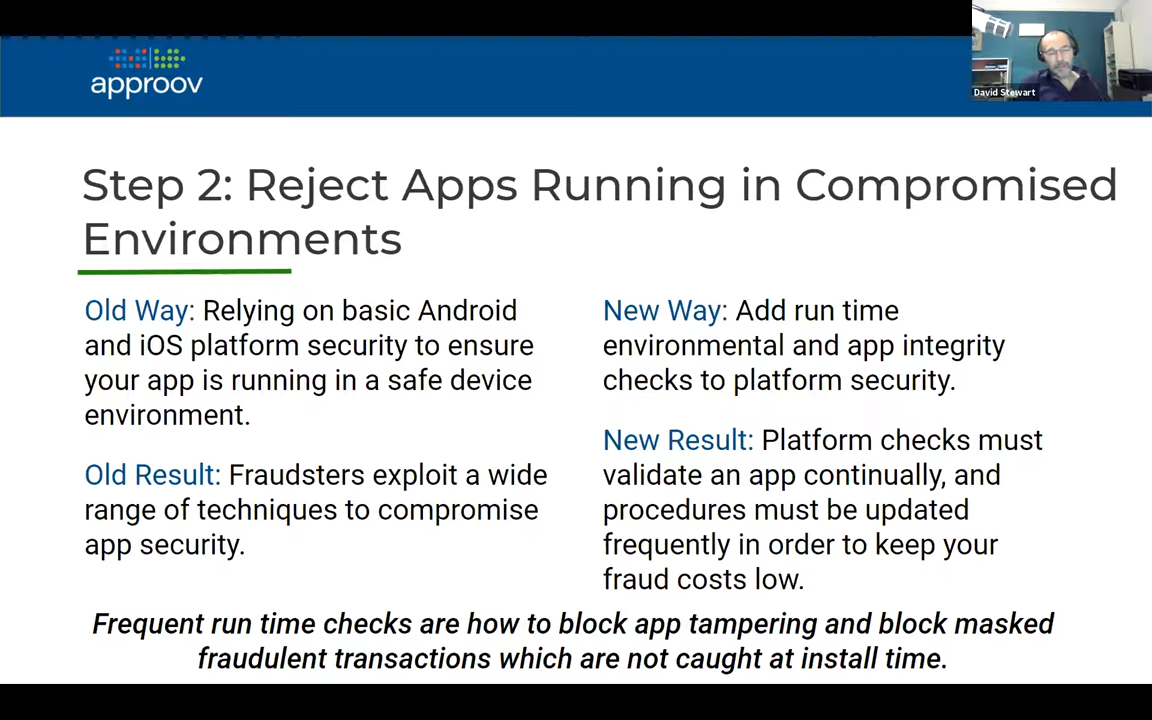 approov
David Stewart
Step 2: Reject Apps Running in Compromised
Environments
Old Way: Relying on basic Android
and iOS platform security to ensure
your app is running in a safe device
environment.
Old Result: Fraudsters exploit a wide
range of techniques to compromise
app security.
New Way: Add run time
environmental and app integrity
checks to platform security.
New Result: Platform checks must
validate an app continually, and
procedures must be updated
frequently in order to keep your
fraud costs low.
Frequent run time checks are how to block app tampering and block masked
fraudulent transactions which are not caught at install time.